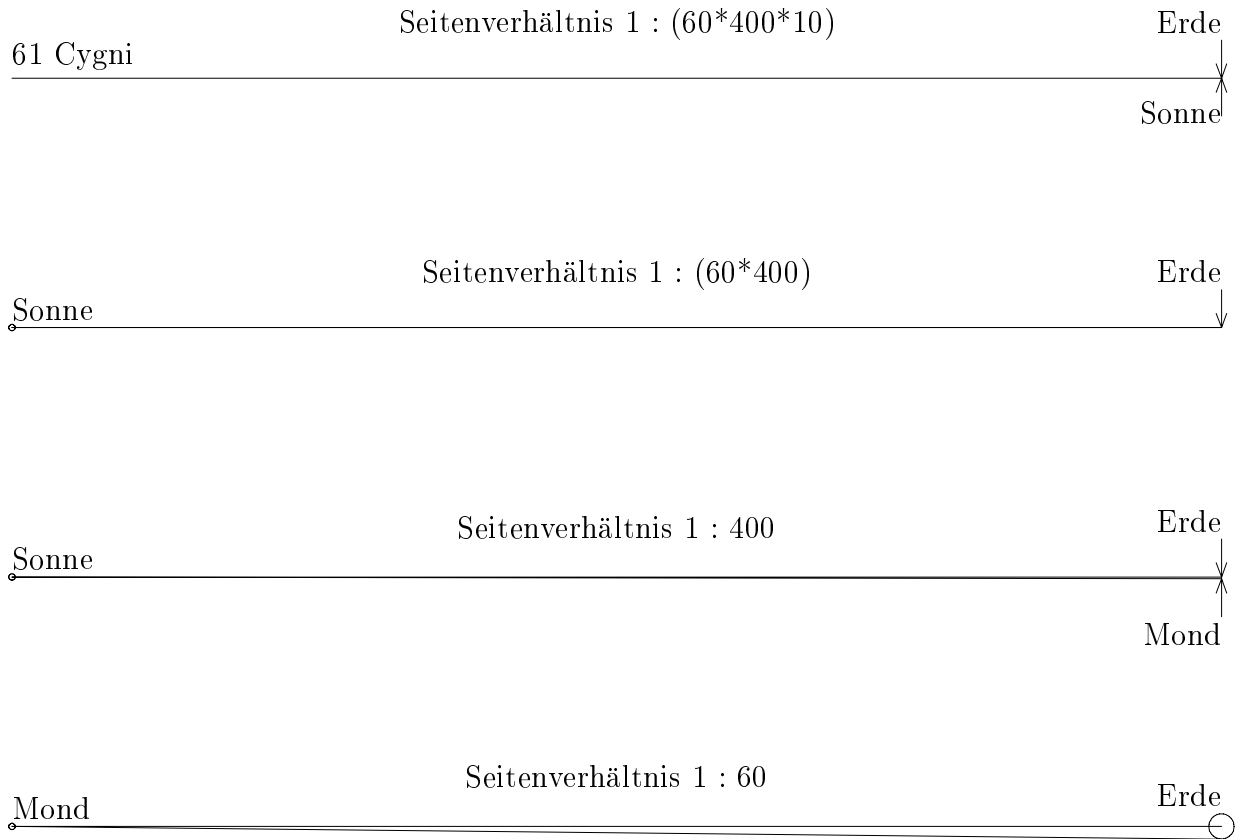 Seitenverhältnis 1 : (60*400*10)
Erde
61 Cygni
Sonne
Seitenverhältnis 1 : (60*400)
Erde
Sonne
Seitenverhältnis 1 : 400
Erde
Sonne
Mond
Seitenverhältnis 1 : 60
Erde
Mond